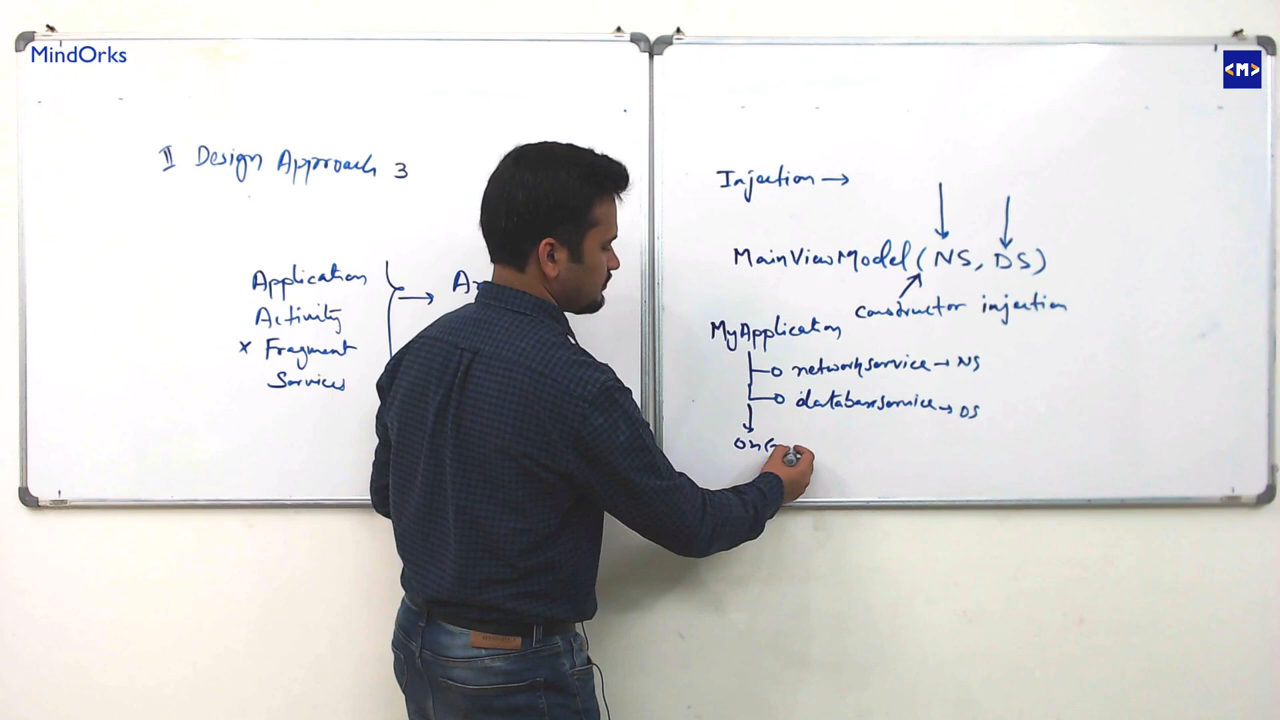 MindOrks
<M>
II Design Approach 3
Application
Activity
x Fragment
Services
Injection →
MainViewModel (NS, DS)
constructor injection
MyApplication
networkservice → NS
databaseservice → DS